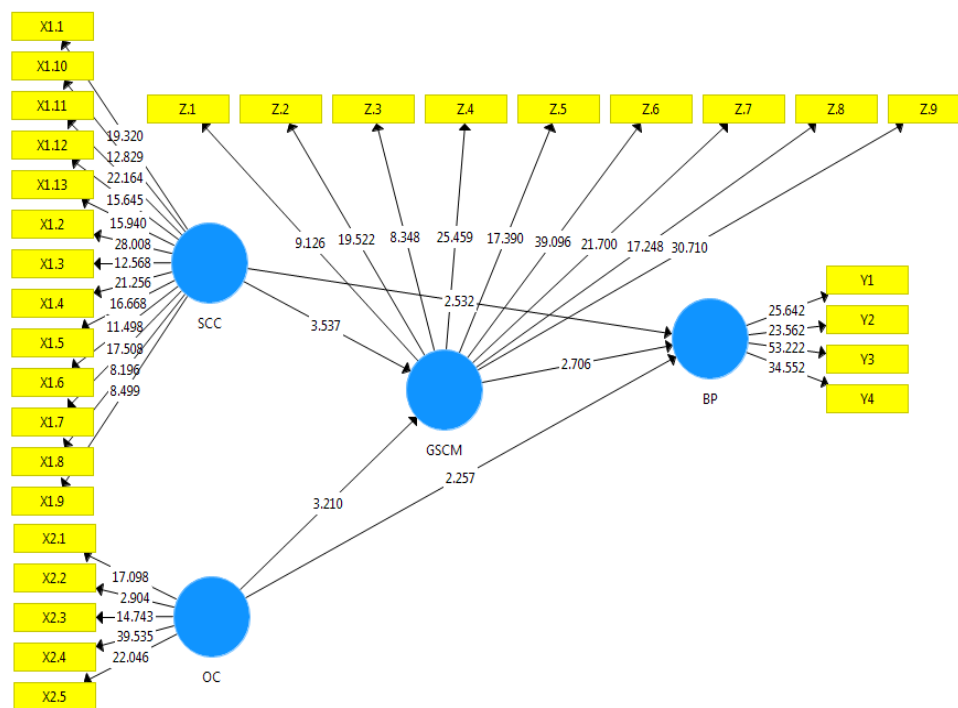 X1.1
X1.10
X1.11
X1.12
X1.13
X1.2
X1.3
X1.4
X1.5
X1.6
X1.7
X1.8
X1.9
19.320
12.829
22.164
15.645
15.940
28.008
12.568
21.256
16.668
11.498
17.508
8.196
8.499
SCC
Z.1 Z.2 Z.3 Z.4 Z.5 Z.6 Z.7 Z.8 Z.9
9.126 19.522 8.348 25.459 17.390 39.096 21.700 17.248 30.710
2.532
3.537
GSCM
2.706
BP
25.642
23.562
53.222
34.552
Y1
Y2
Y3
Y4
3.210
2.257
X2.1
X2.2
X2.3
X2.4
X2.5
17.098
2.904
14.743
39.535
22.046
OC